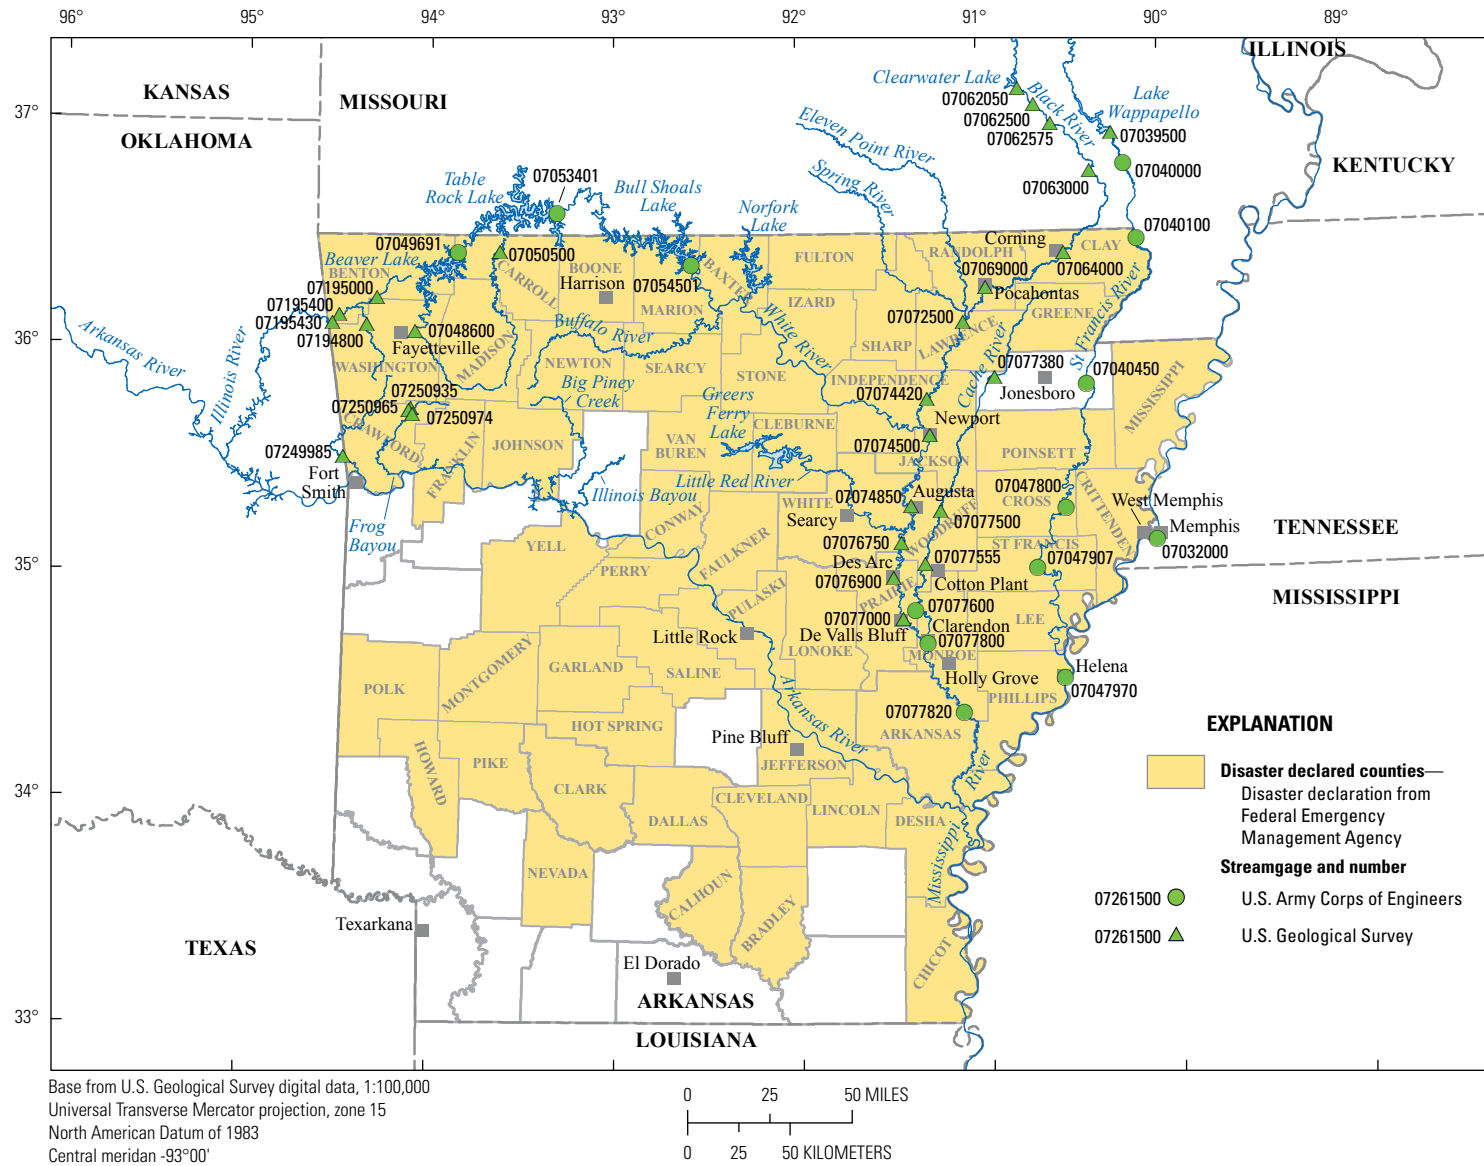 96°
95°
94°
93°
92°
91°
90°
89°
37°
36°
35°
34°
33°
KANSAS
OKLAHOMA
MISSOURI
ILLINOIS
KENTUCKY
TENNESSEE
MISSISSIPPI
TEXAS
ARKANSAS
LOUISIANA
Clearwater Lake
Black River
Lake
Wappapello
Eleven Point River
Spring River
Table
Rock Lake
Bull Shoals
Lake
Norfork
Lake
Beaver Lake
Arkansas River
Illinois River
Buffalo River
Big Piney
Creek
White River
Greers
Ferry
Lake
Little Red River
Illinois Bayou
Frog
Bayou
Cache River
St Francis River
Arkansas River
Mississippi
River
07062050
07062500
07062575
07039500
07040000
07063000
07053401
07040100
07049691
07050500
07054501
07069000
07064000
07195000
07195400
07195430
07194800
07048600
07072500
07077380
07040450
07250935
07250965
07250974
07074420
07074500
07249985
07074850
07047800
07077500
07076750
07077555
07047907
07032000
07076900
07077600
07077000
07077800
07047970
07077820
BENTON
CARROLL
BOONE
MARION
BAXTER
FULTON
RANDOLPH
CLAY
IZARD
SHARP
LAWRENCE
GREENE
WASHINGTON
MADISON
NEWTON
SEARCY
STONE
INDEPENDENCE
MISSISSIPPI
CRAWFORD
FRANKLIN
JOHNSON
VAN
BUREN
CLEBURNE
JACKSON
POINSETT
CROSS
CRITTENDEN
WHITE
WOODRUFF
ST FRANCIS
CONWAY
FAULKNER
YELL
PERRY
PULASKI
PRAIRIE
LONOKE
MONROE
LEE
PHILLIPS
POLK
MONTGOMERY
GARLAND
SALINE
HOT SPRING
ARKANSAS
JEFFERSON
HOWARD
PIKE
CLARK
DALLAS
CLEVELAND
LINCOLN
DESHA
NEVADA
CALHOUN
BRADLEY
CHICOT
Corning
Pocahontas
Harrison
Fayetteville
Jonesboro
Newport
Fort
Smith
Augusta
Searcy
West Memphis
Memphis
Des Arc
Cotton Plant
Clarendon
De Valls Bluff
Little Rock
Holly Grove
Helena
Pine Bluff
Texarkana
El Dorado
EXPLANATION
Disaster declared counties—
Disaster declaration from
Federal Emergency
Management Agency
Streamgage and number
07261500
U.S. Army Corps of Engineers
07261500
U.S. Geological Survey
Base from U.S. Geological Survey digital data, 1:100,000
Universal Transverse Mercator projection, zone 15
North American Datum of 1983
Central meridan -93°00'
0 25 50 MILES
0 25 50 KILOMETERS